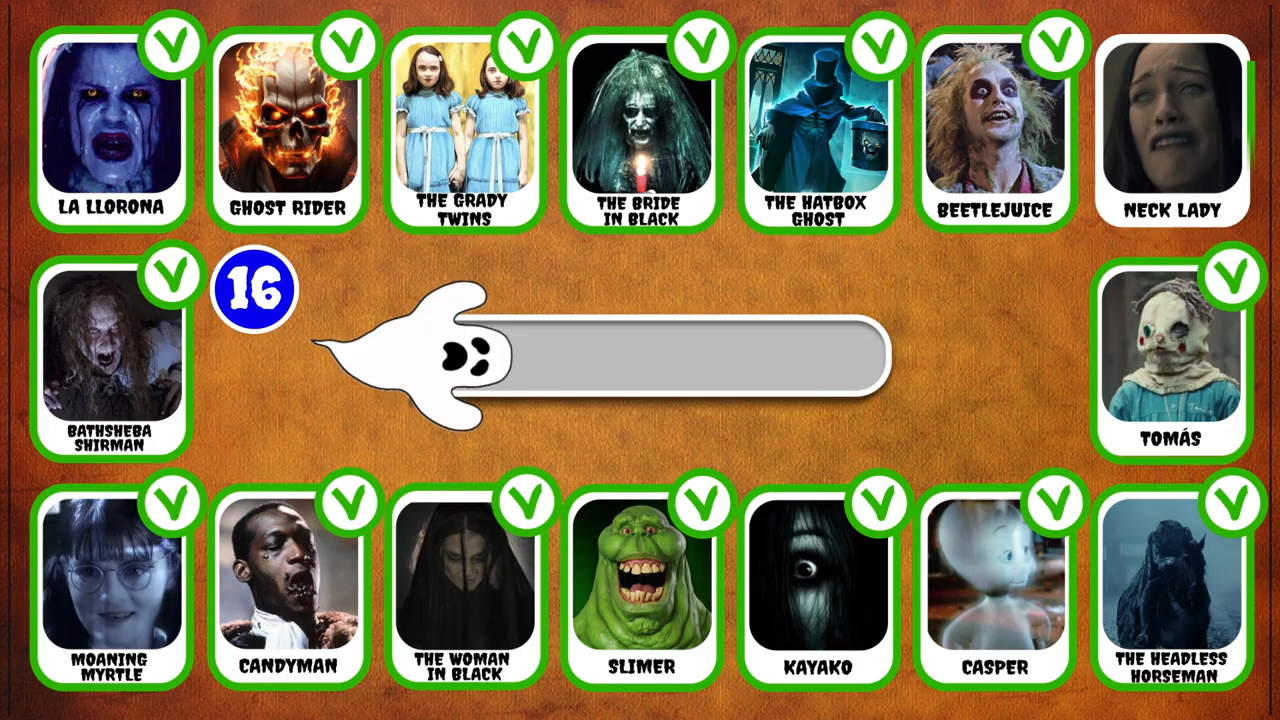 LA LLORONA
GHOST RIDER
THE GRADY
TWINS
THE BRIDE
IN BLACK
THE HATBOX
GHOST
BEETLEJUICE
NECK LADY
BATHSHEBA
SHIRMAN
16
TOMÁS
MOANING
MYRTLE
CANDYMAN
THE WOMAN
IN BLACK
SLIMER
KAYAKO
CASPER
THE HEADLESS
HORSEMAN